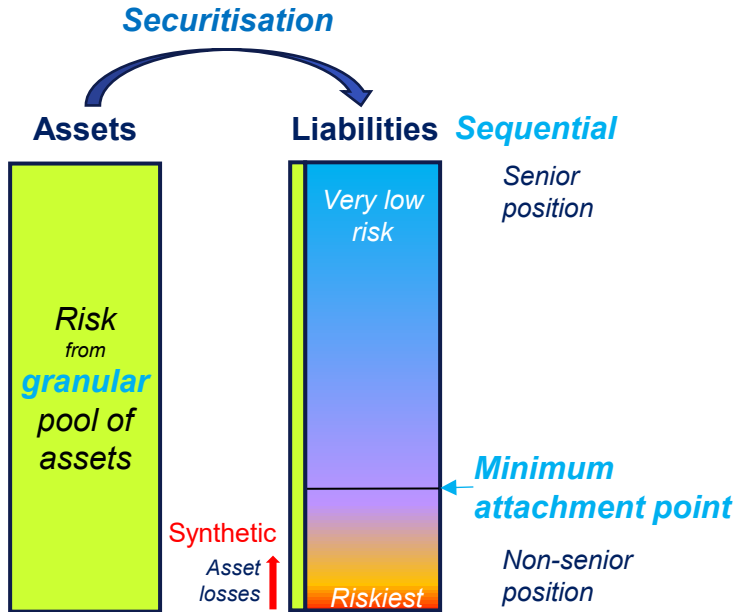 Securitisation
Assets
Liabilities
Sequential
Risk
from
granular
pool of
assets
Very low
risk
Senior
position
Minimum
attachment point
Synthetic
Asset
losses
Riskiest
Non-senior
position